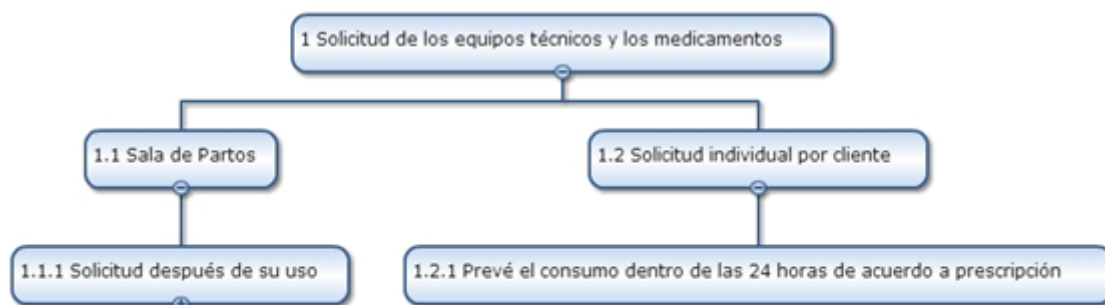 1 Solicitud de los equipos técnicos y los medicamentos
1.1 Sala de Partos
1.2 Solicitud individual por cliente
1.1.1 Solicitud después de su uso
1.2.1 Prevé el consumo dentro de las 24 horas de acuerdo a prescripción